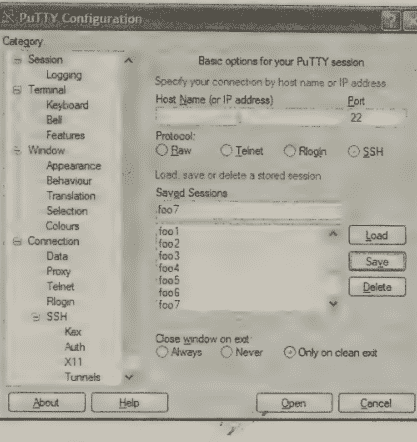 PuTTY Configuration
Category:
Session
Logging
Terminal
Keyboard
Bell
Features
Window
Appearance
Behaviour
Translation
Selection
Colours
Connection
Data
Proxy
Telnet
Rlogin
SSH
Kex
Auth
X11
Tunnels
Basic options for your PuTTY session
Specify your connection by host name or IP address
Host Name (or IP address) Port
22
Protocol:
Raw Telnet Rlogin SSH
Load, save or delete a stored session
Saved Sessions
foo7
foo1
foo2
foo3
foo4
foo5
foo6
foo7
Load
Save
Delete
Close window on exit:
Always Never Only on clean exit
About Help Open Cancel